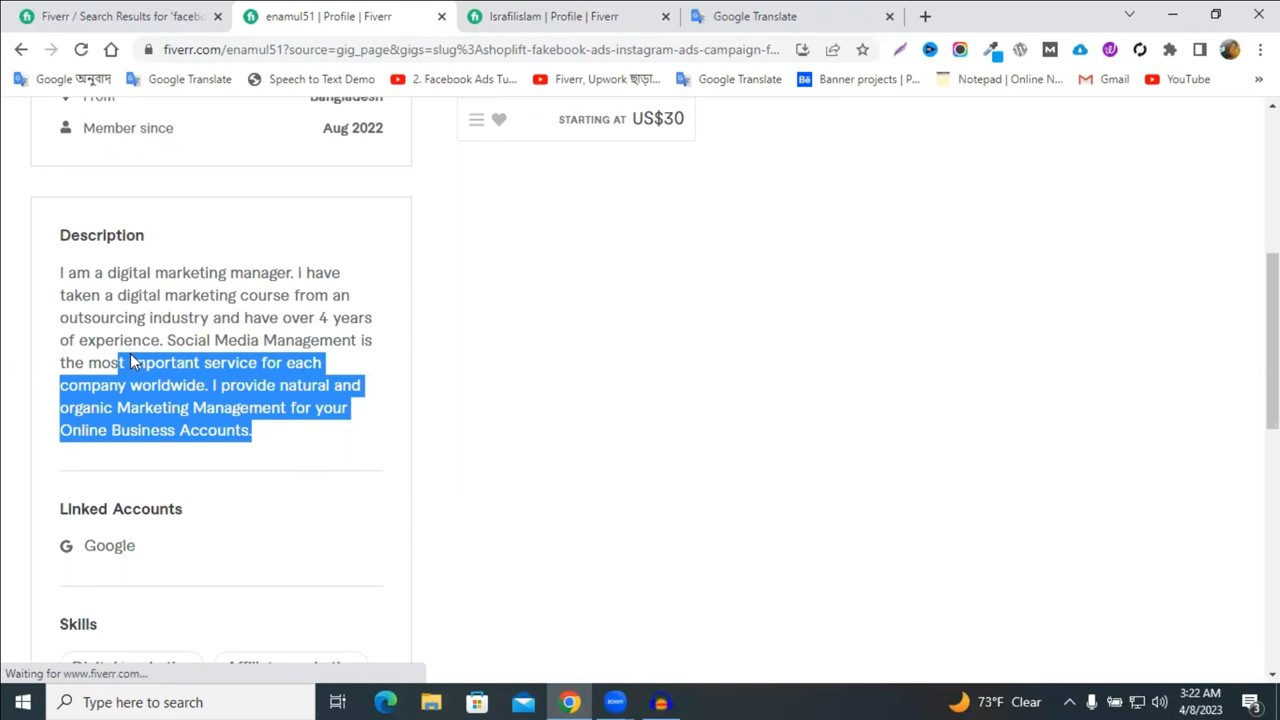 Fiverr / Search Results for 'facebo
enamul51 | Profile | Fiverr
Israfilislam | Profile | Fiverr
Google Translate
fiverr.com/enamul51?source=gig_page&gigs=slug%3Ashoplift-fakebook-ads-instagram-ads-campaign-f...
Google অনুবাদ
Google Translate
Speech to Text Demo
2. Facebook Ads Tu...
Fiverr, Upwork ছাড়া...
Google Translate
Banner projects | P...
Notepad | Online N...
Gmail
YouTube
From
Bangladesh
Member since
Aug 2022
STARTING AT US$30
Description
I am a digital marketing manager. I have
taken a digital marketing course from an
outsourcing industry and have over 4 years
of experience. Social Media Management is
the most important service for each
company worldwide. I provide natural and
organic Marketing Management for your
Online Business Accounts.
Linked Accounts
Google
Skills
Waiting for www.fiverr.com...
Type here to search
zoom
73°F Clear
3:22 AM
4/8/2023
3